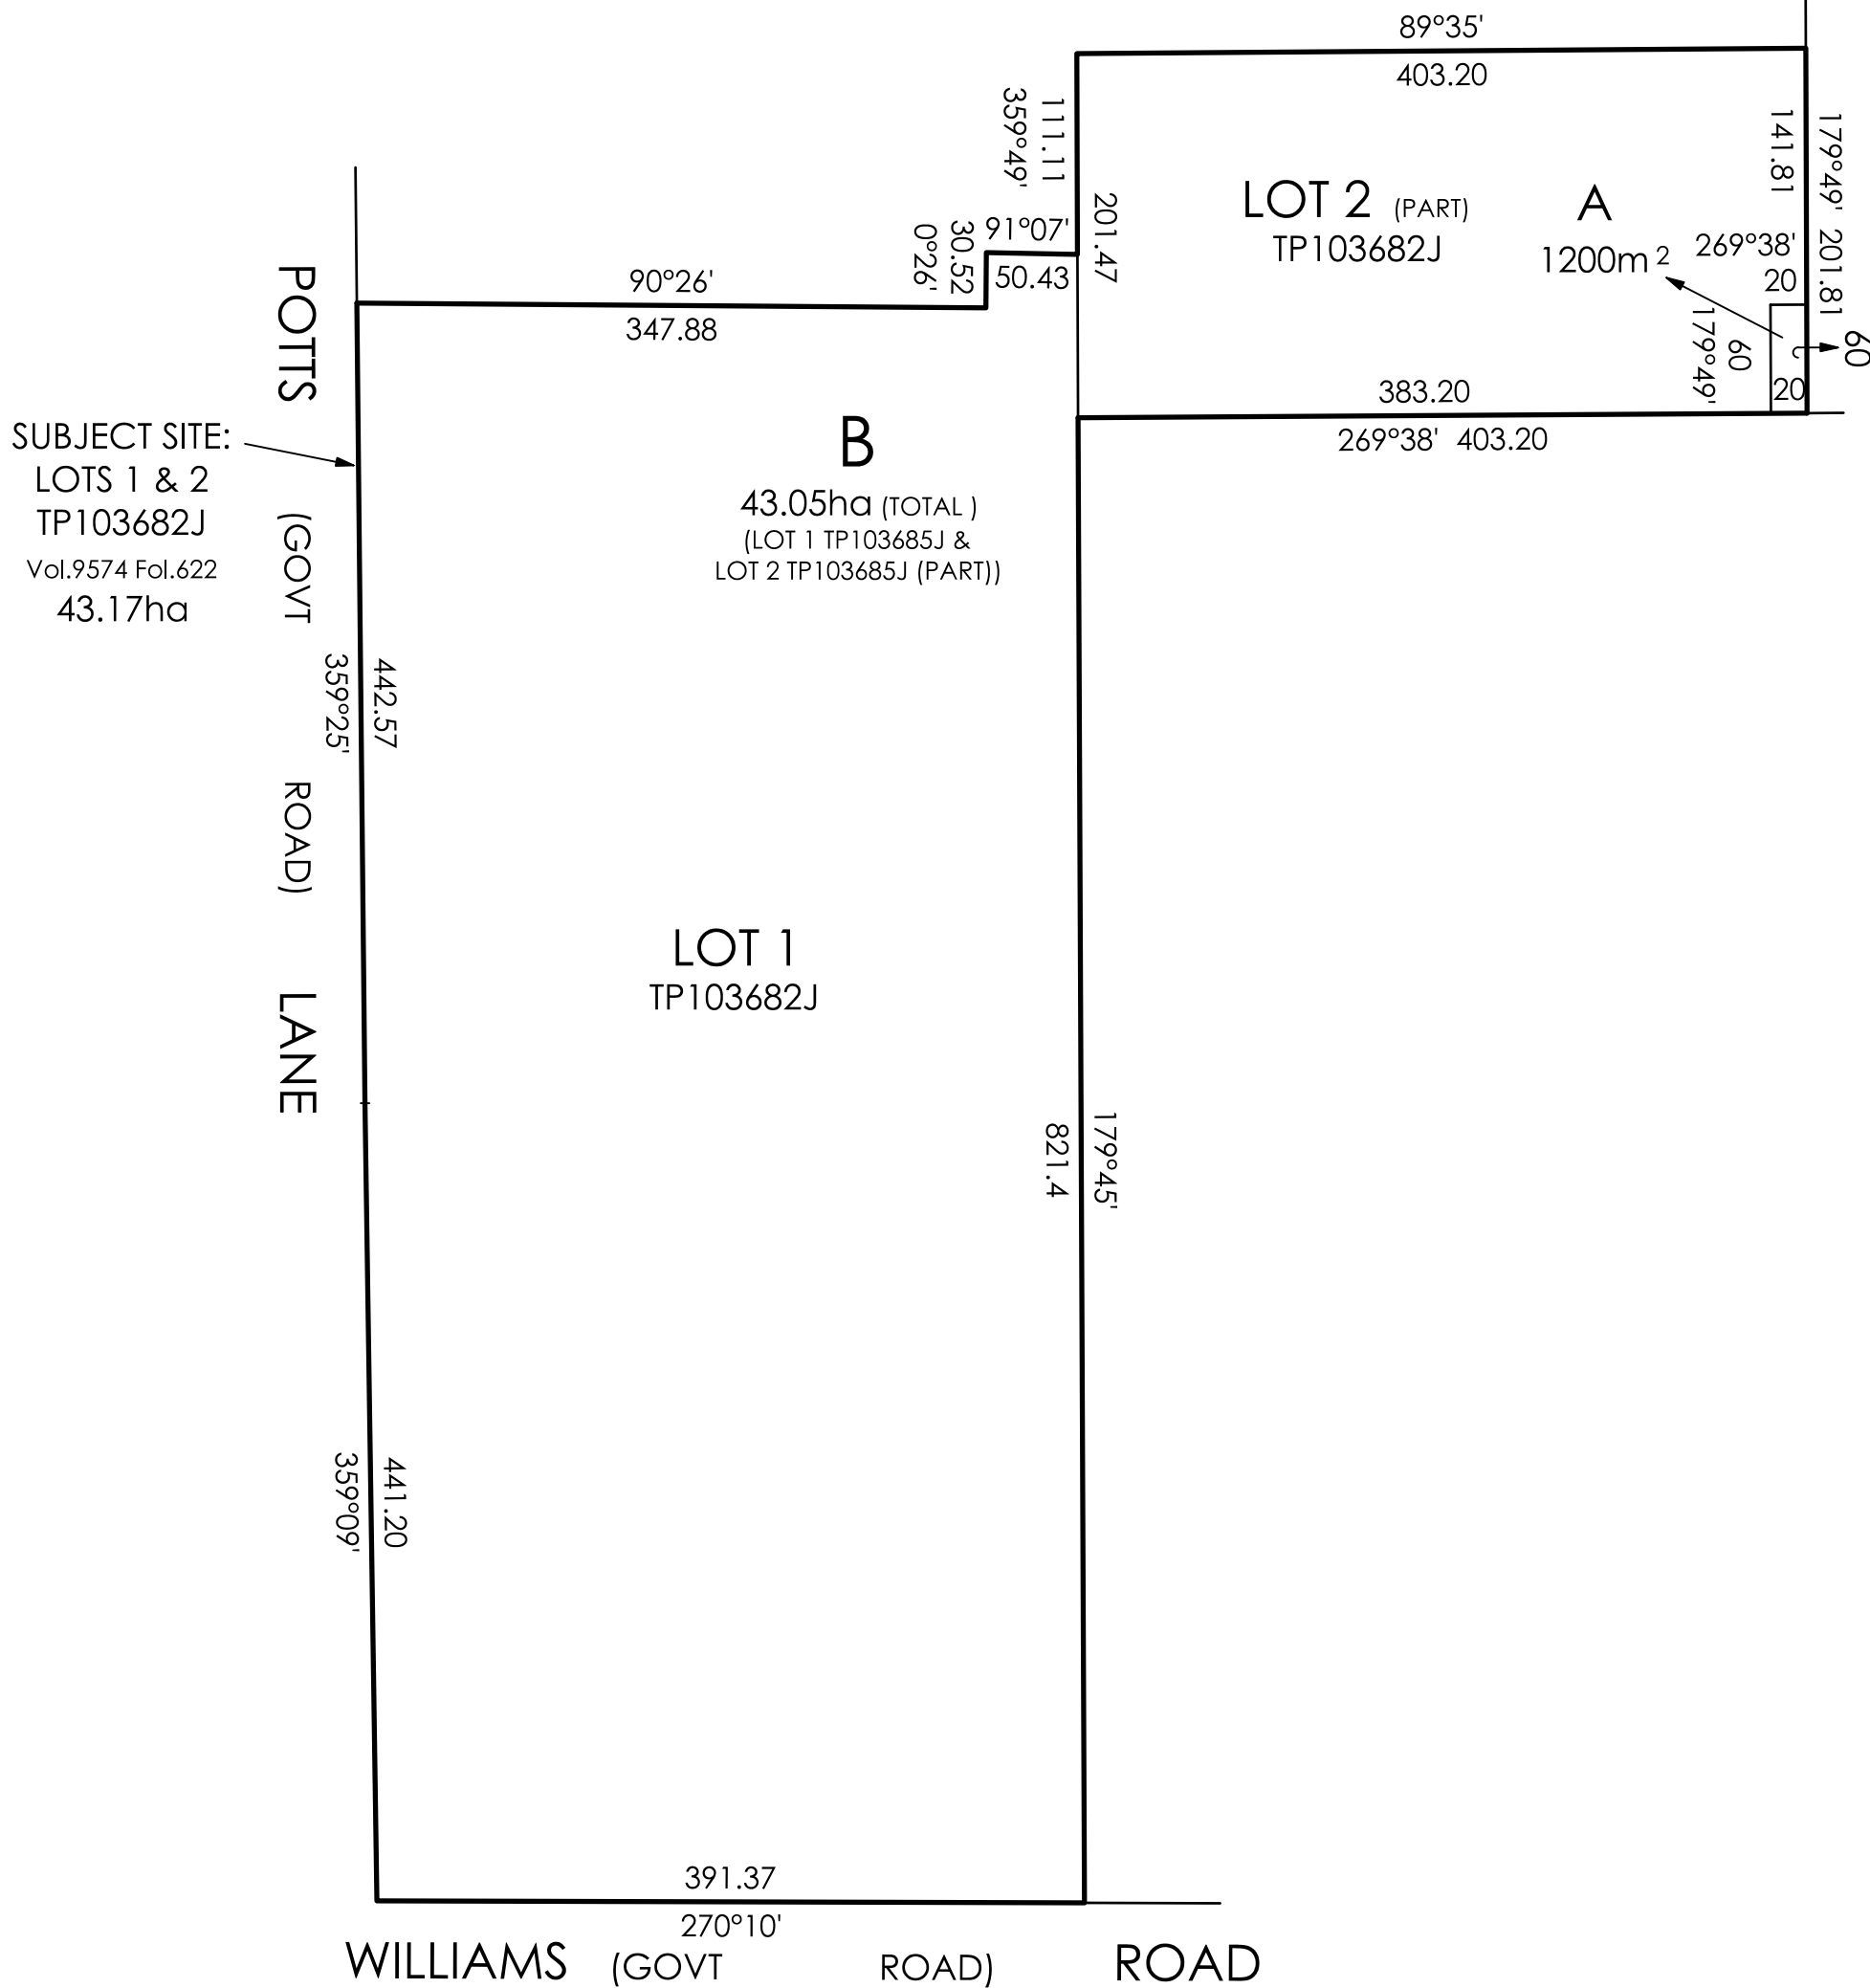 89°35'
403.20
111.11
359°49'
201.47
LOT 2 (PART)
TP103682J
A
1200m 2
141.81
179°49' 201.81
269°38'
20
60
179°49'
20
60
383.20
269°38' 403.20
91°07'
50.43
30.52
0°26'
90°26'
347.88
POTTS
(GOVT
ROAD)
LANE
SUBJECT SITE:
LOTS 1 & 2
TP103682J
Vol.9574 Fol.622
43.17ha
B
43.05ha (TOTAL )
(LOT 1 TP103685J &
LOT 2 TP103685J (PART))
442.57
359°25'
LOT 1
TP103682J
179°45'
821.4
441.20
359°09'
391.37
270°10'
WILLIAMS (GOVT ROAD) ROAD